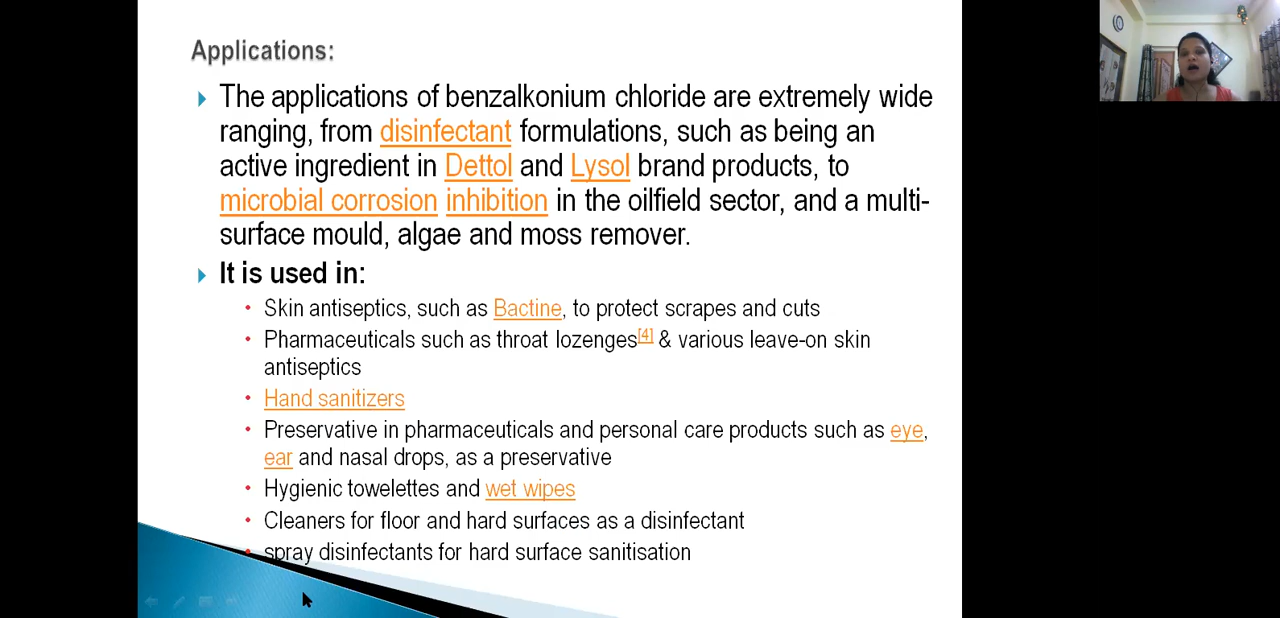 Applications:
The applications of benzalkonium chloride are extremely wide
ranging, from disinfectant formulations, such as being an
active ingredient in Dettol and Lysol brand products, to
microbial corrosion inhibition in the oilfield sector, and a multi-
surface mould, algae and moss remover.
It is used in:
• Skin antiseptics, such as Bactine, to protect scrapes and cuts
• Pharmaceuticals such as throat lozenges[4] & various leave-on skin
antiseptics
• Hand sanitizers
• Preservative in pharmaceuticals and personal care products such as eye,
ear and nasal drops, as a preservative
• Hygienic towelettes and wet wipes
• Cleaners for floor and hard surfaces as a disinfectant
• spray disinfectants for hard surface sanitisation